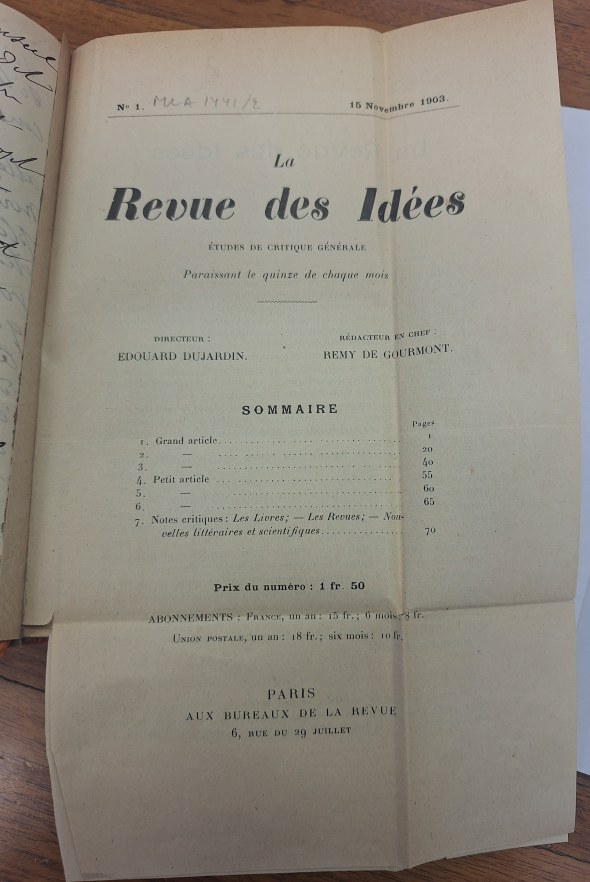 No 1. MLA 1441/2 15 Novembre 1903.
La
Revue des Idées
ÉTUDES DE CRITIQUE GÉNÉRALE
Paraissant le quinze de chaque mois
DIRECTEUR : RÉDACTEUR EN CHEF :
EDOUARD DUJARDIN. REMY DE GOURMONT.
SOMMAIRE
Pages
1. Grand article 1
2. — 20
3. — 40
4. Petit article 55
5. — 60
6. — 65
7. Notes critiques : Les Livres ; — Les Revues ; — Nou-
velles littéraires et scientifiques 70
Prix du numéro : 1 fr. 50
ABONNEMENTS : FRANCE, un an : 15 fr. ; 6 mois, 8 fr.
UNION POSTALE, un an : 18 fr. ; six mois : 10 fr.
PARIS
AUX BUREAUX DE LA REVUE
6, RUE DU 29 JUILLET